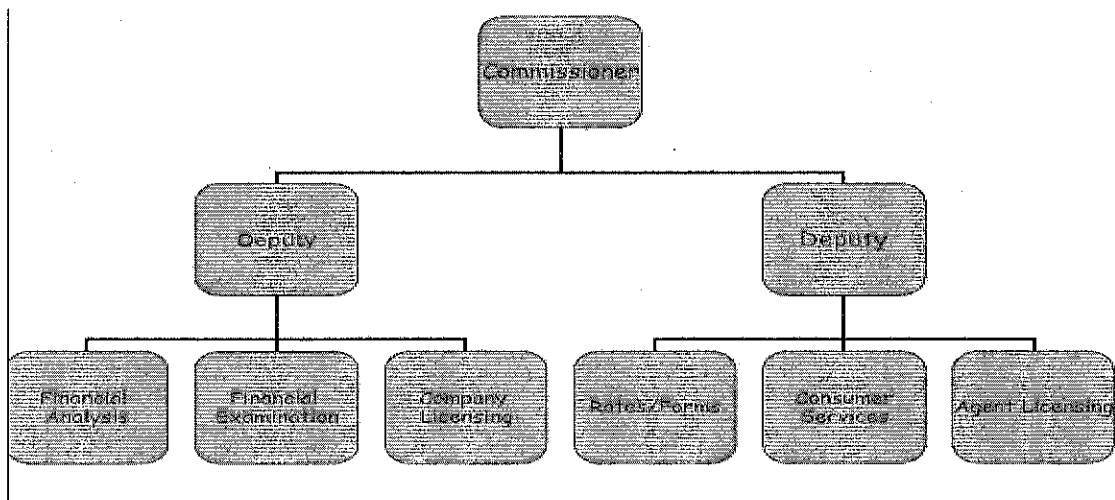 Commissioner
Deputy
Deputy
Financial
Analysis
Financial
Examination
Company
Licensing
Rates/Forms
Consumer
Services
Agent Licensing